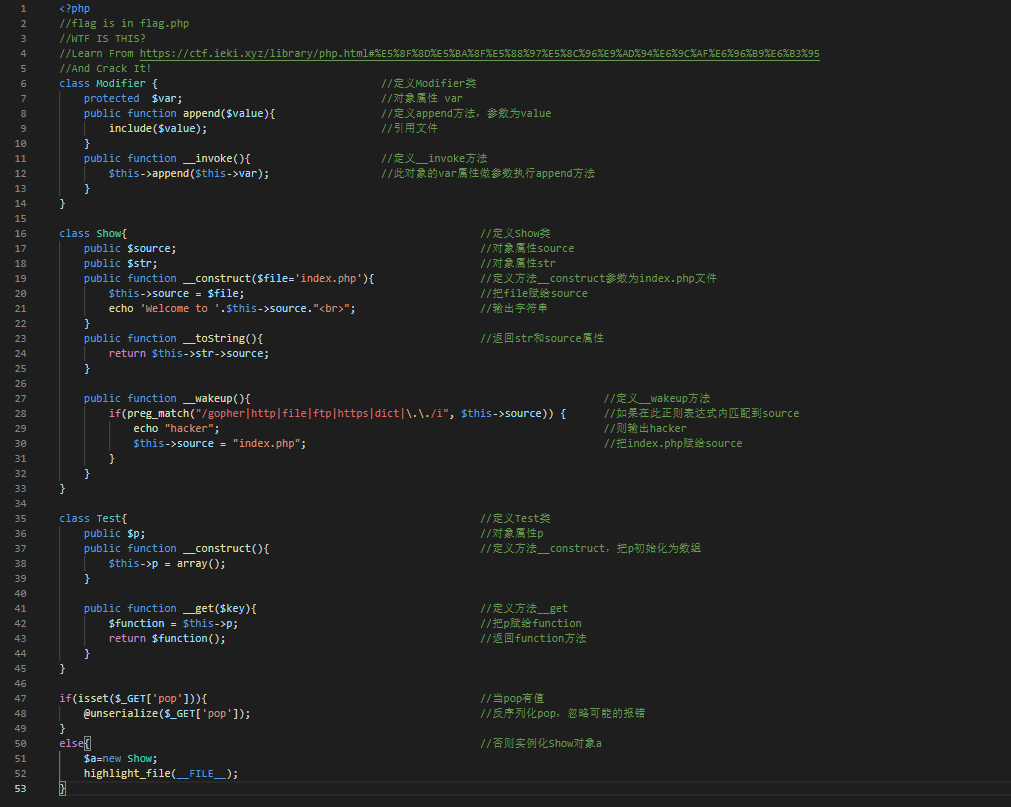 1 <?php
2 //flag is in flag.php
3 //WTF IS THIS?
4 //Learn From https://ctf.ieki.xyz/library/php.html#%E5%8F%8D%E5%BA%8F%E5%88%97%E5%8C%96%E9%AD%94%E6%9C%AF%E6%96%B9%E6%B3%95
5 //And Crack It!
6 class Modifier { //定义Modifier类
7 protected $var; //对象属性 var
8 public function append($value){ //定义append方法，参数为value
9 include($value); //引用文件
10 }
11 public function __invoke(){ //定义__invoke方法
12 $this->append($this->var); //此对象的var属性做参数执行append方法
13 }
14 }
15
16 class Show{ //定义Show类
17 public $source; //对象属性source
18 public $str; //对象属性str
19 public function __construct($file='index.php'){ //定义方法__construct参数为index.php文件
20 $this->source = $file; //把file赋给source
21 echo 'Welcome to '.$this->source."<br>"; //输出字符串
22 }
23 public function __toString(){ //返回str和source属性
24 return $this->str->source;
25 }
26
27 public function __wakeup(){ //定义__wakeup方法
28 if(preg_match("/gopher|http|file|ftp|https|dict|\.\./i", $this->source)) { //如果在此正则表达式内匹配到source
29 echo "hacker"; //则输出hacker
30 $this->source = "index.php"; //把index.php赋给source
31 }
32 }
33 }
34
35 class Test{ //定义Test类
36 public $p; //对象属性p
37 public function __construct(){ //定义方法__construct，把p初始化为数组
38 $this->p = array();
39 }
40
41 public function __get($key){ //定义方法__get
42 $function = $this->p; //把p赋给function
43 return $function(); //返回function方法
44 }
45 }
46
47 if(isset($_GET['pop'])){ //当pop有值
48 @unserialize($_GET['pop']); //反序列化pop，忽略可能的报错
49 }
50 else{ //否则实例化Show对象a
51 $a=new Show;
52 highlight_file(__FILE__);
53 }